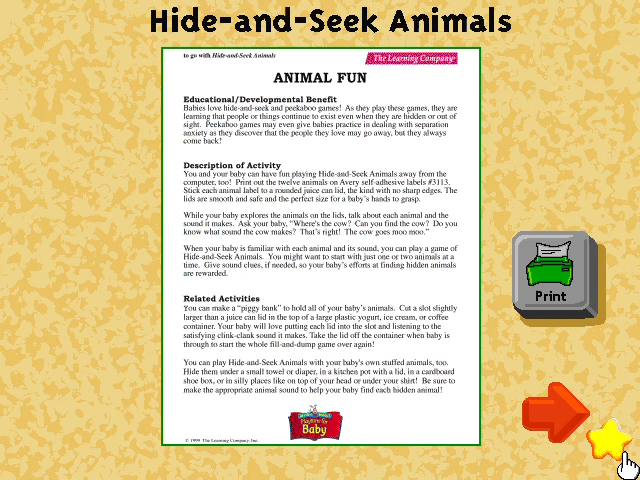 Hide-and-Seek Animals
to go with Hide-and-Seek Animals
The Learning Company®
ANIMAL FUN
Educational/Developmental Benefit
Babies love hide-and-seek and peekaboo games!  As they play these games, they are
learning that people or things continue to exist even when they are hidden or out of
sight.  Peekaboo games may even give babies practice in dealing with separation
anxiety as they discover that the people they love may go away, but they always
come back!
Description of Activity
You and your baby can have fun playing Hide-and-Seek Animals away from the
computer, too!  Print out the twelve animals on Avery self-adhesive labels #3113.
Stick each animal label to a rounded juice can lid, the kind with no sharp edges. The
lids are smooth and safe and the perfect size for a baby's hands to grasp.
While your baby explores the animals on the lids, talk about each animal and the
sound it makes.  Ask your baby, "Where's the cow?  Can you find the cow?  Do you
know what sound the cow makes?  That's right!  The cow goes moo moo."
When your baby is familiar with each animal and its sound, you can play a game of
Hide-and-Seek Animals.  You might want to start with just one or two animals at a
time.  Give sound clues, if needed, so your baby's efforts at finding hidden animals
are rewarded.
Related Activities
You can make a "piggy bank" to hold all of your baby's animals.  Cut a slot slightly
larger than a juice can lid in the top of a large plastic yogurt, ice cream, or coffee
container. Your baby will love putting each lid into the slot and listening to the
satisfying clink-clank sound it makes. Take the lid off the container when baby is
through to start the whole fill-and-dump game over again!
You can play Hide-and-Seek Animals with your baby's own stuffed animals, too.
Hide them under a small towel or diaper, in a kitchen pot with a lid, in a cardboard
shoe box, or in silly places like on top of your head or under your shirt!  Be sure to
make the appropriate animal sound to help your baby find each hidden animal!
Print
Playtime for
Baby
© 1999  The Learning Company, Inc.